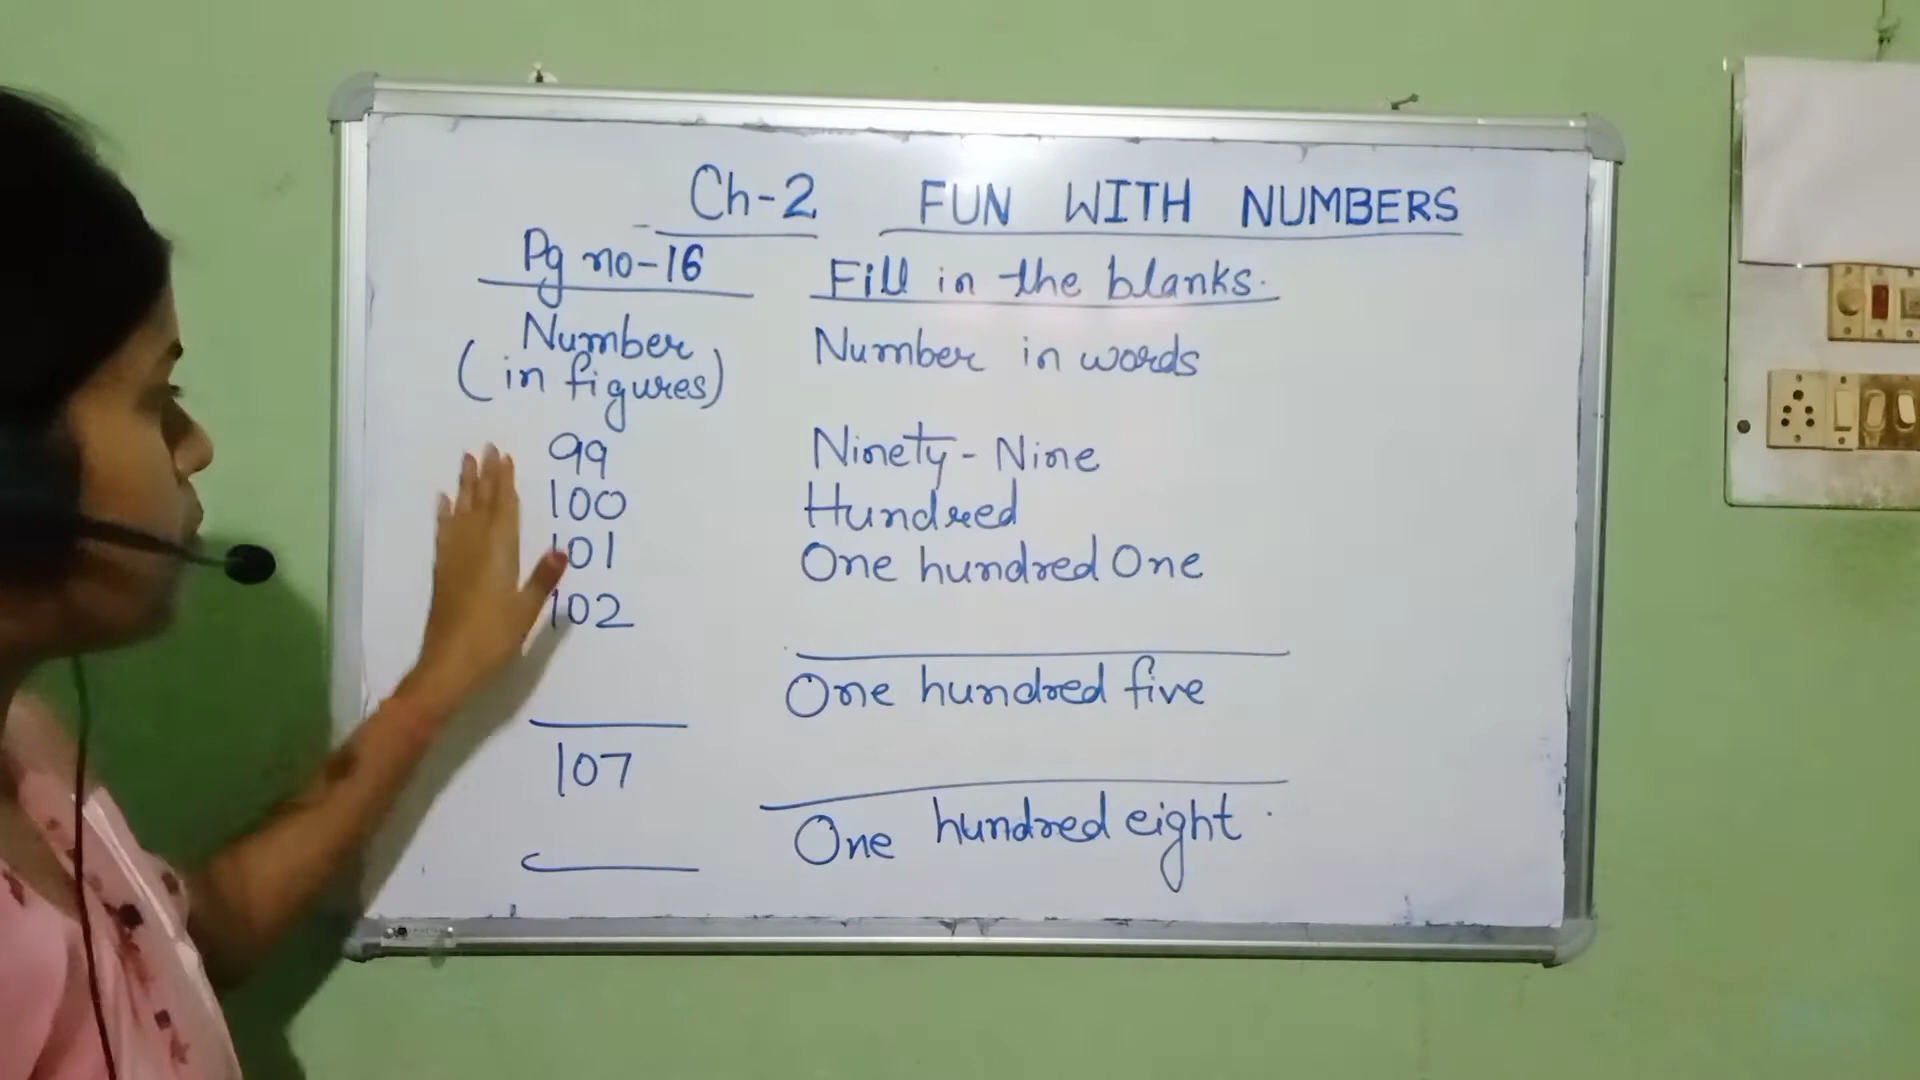 Ch-2 FUN WITH NUMBERS
Pg no-16 Fill in the blanks.
Number Number in words
(in figures)
99 Ninety-Nine
100 Hundred
101 One hundred One
102
One hundred five
107
One hundred eight.